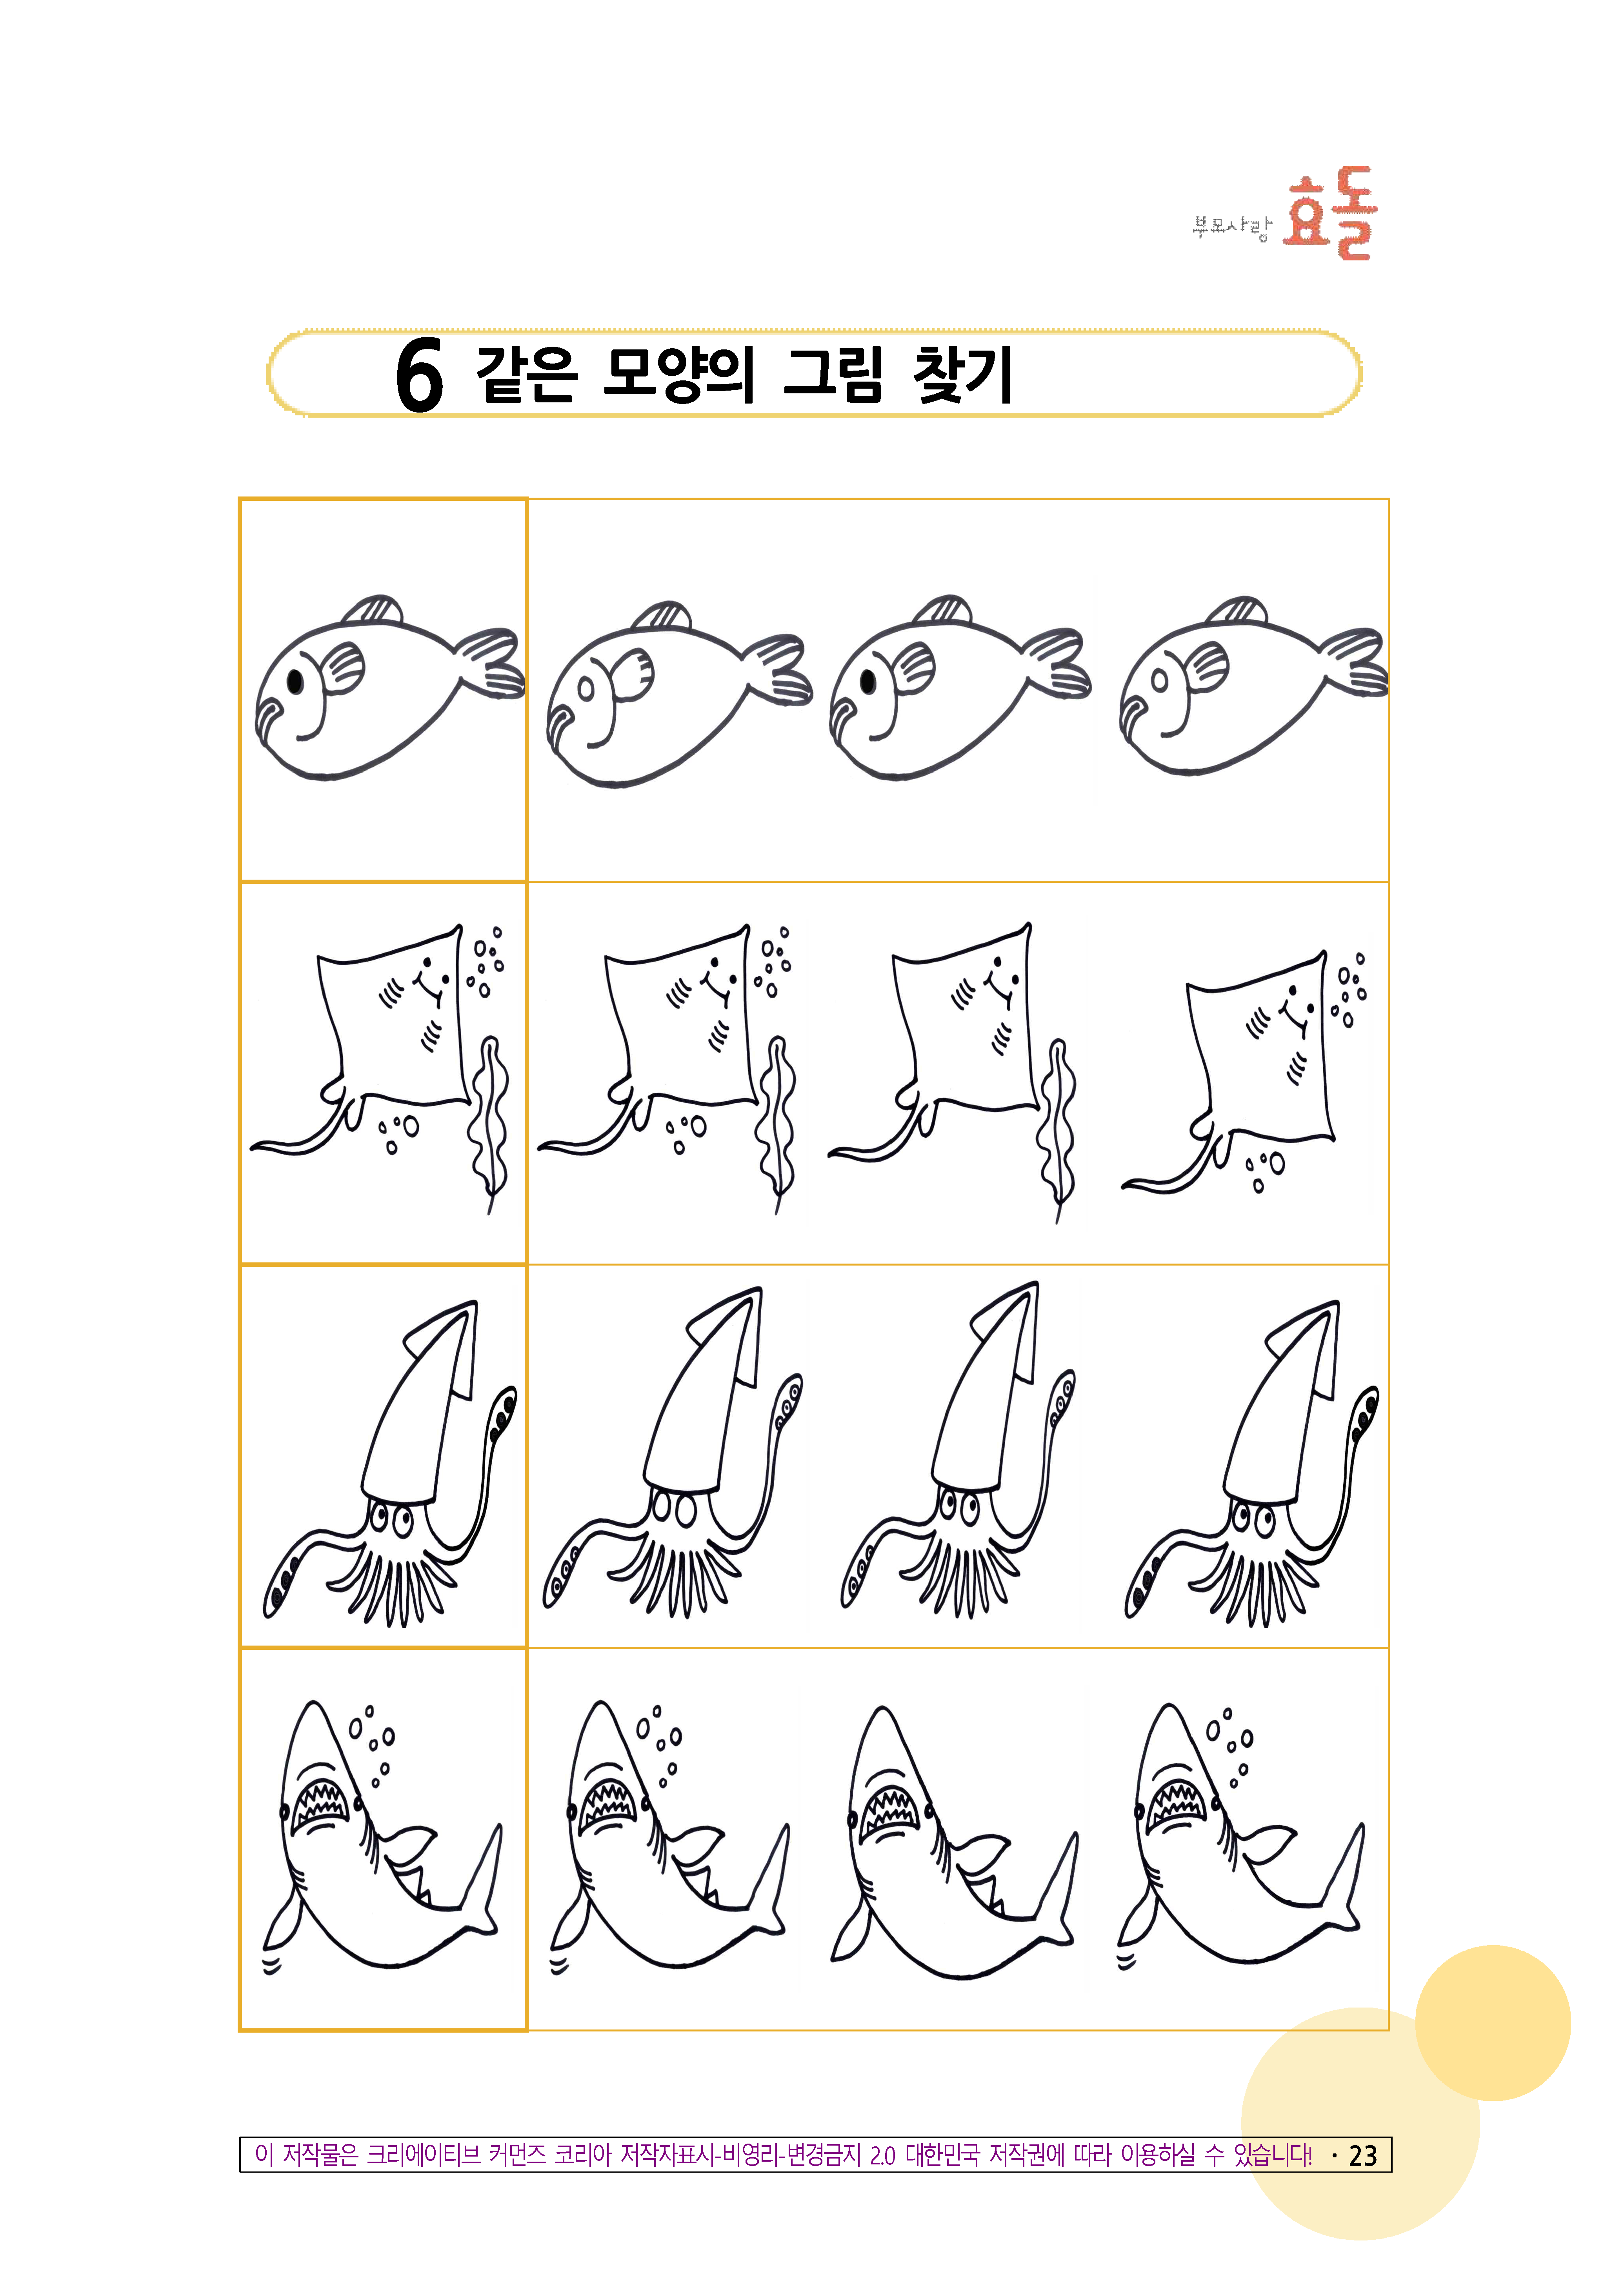 부모사랑 효돌
6 같은 모양의 그림 찾기
이 저작물은 크리에이티브 커먼즈 코리아 저작자표시-비영리-변경금지 2.0 대한민국 저작권에 따라 이용하실 수 있습니다! · 23